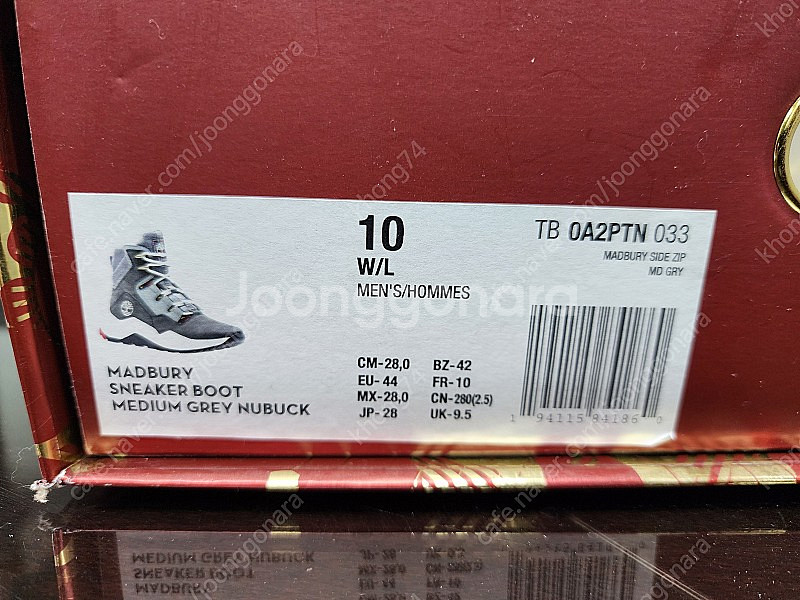 10
W/L
MEN'S/HOMMES
TB 0A2PTN 033
MADBURY SIDE ZIP
MD GRY
MADBURY
SNEAKER BOOT
MEDIUM GREY NUBUCK
CM-28,0 BZ-42
EU- 44 FR-10
MX-28,0 CN-280(2.5)
JP- 28 UK-9.5
1 94115 84186 0
Joonggonara
khong74
cafe.naver.com/joonggonara